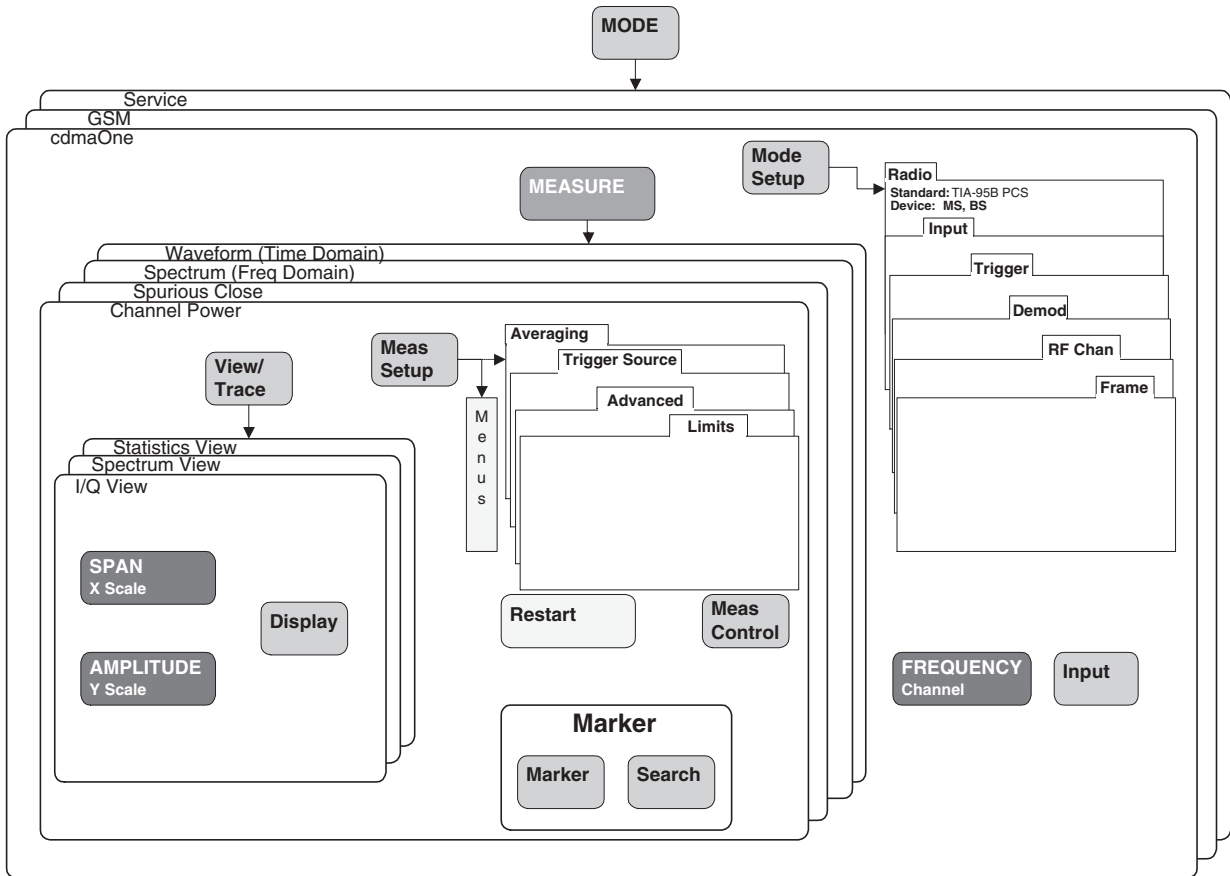 MODE
Service
GSM
cdmaOne
Mode
Setup
MEASURE
Radio
Standard: TIA-95B PCS
Device: MS, BS
Input
Trigger
Demod
RF Chan
Frame
Waveform (Time Domain)
Spectrum (Freq Domain)
Spurious Close
Channel Power
Meas
Setup
Averaging
Trigger Source
Advanced
Limits
Menus
View/
Trace
Statistics View
Spectrum View
I/Q View
SPAN
X Scale
Display
AMPLITUDE
Y Scale
Restart
Meas
Control
FREQUENCY
Channel
Input
Marker
Marker
Search